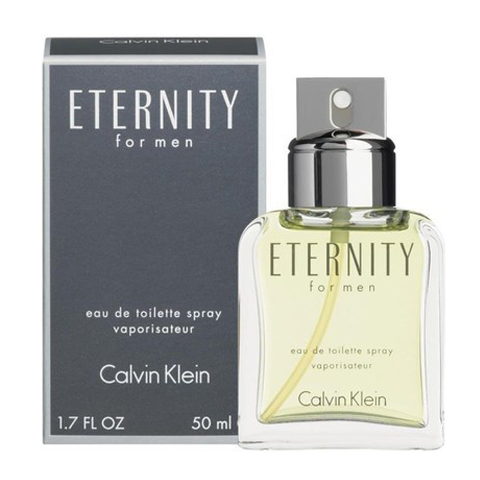 Calvin Klein
ETERNITY
for men
eau de toilette spray
vaporisateur
Calvin Klein
1.7 FL OZ 50 ml
ETERNITY
for men
eau de toilette spray
vaporisateur
Calvin Klein